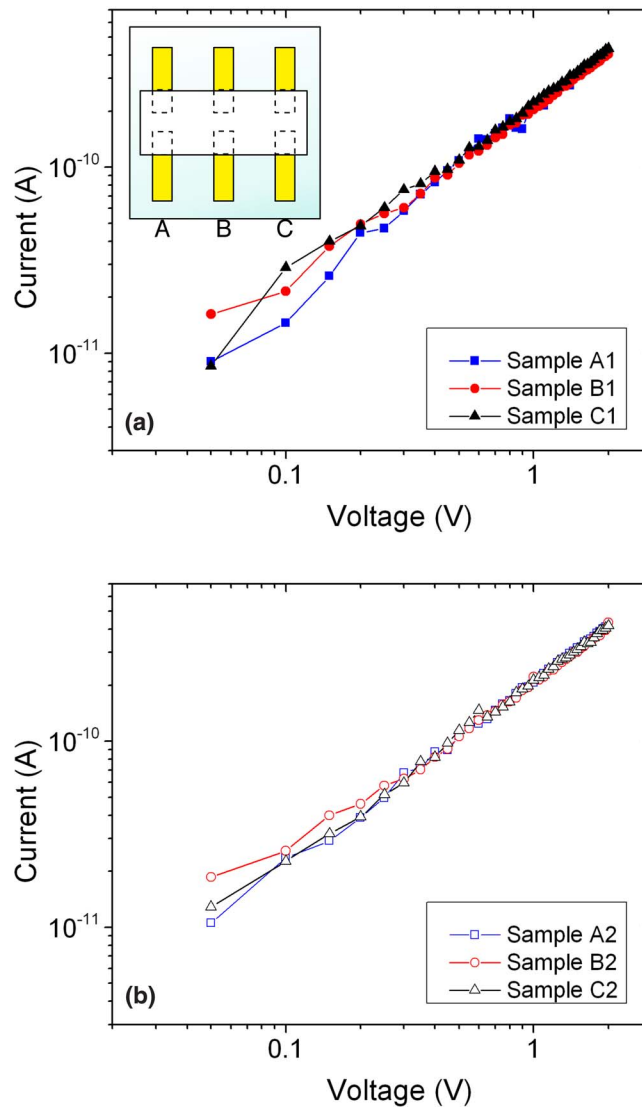 A B C
Current (A)
10⁻¹⁰
10⁻¹¹
Sample A1
Sample B1
Sample C1
(a)
0.1 1
Voltage (V)
Current (A)
10⁻¹⁰
10⁻¹¹
Sample A2
Sample B2
Sample C2
(b)
0.1 1
Voltage (V)